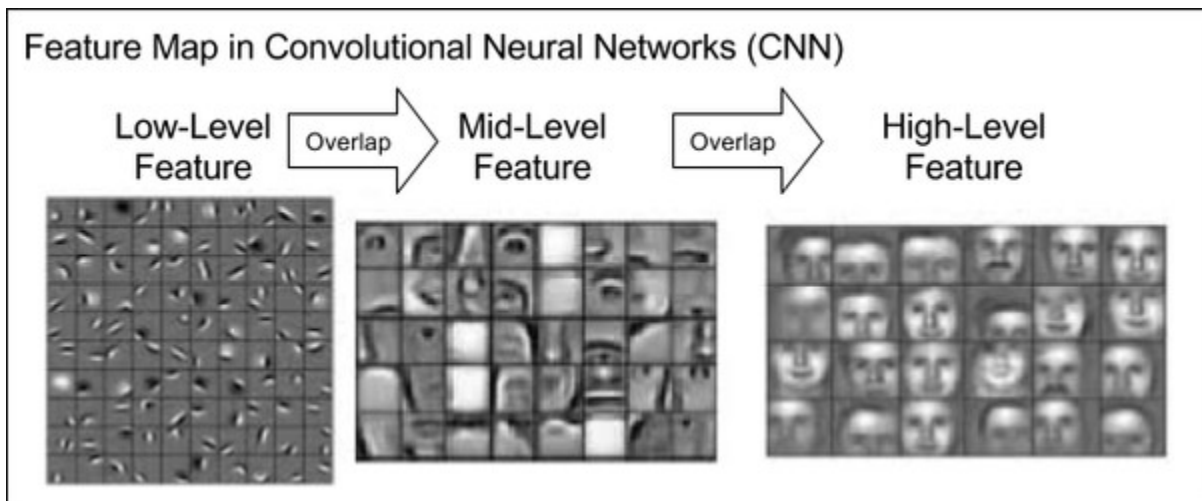 Feature Map in Convolutional Neural Networks (CNN)
Low-Level
Feature
Overlap
Mid-Level
Feature
Overlap
High-Level
Feature